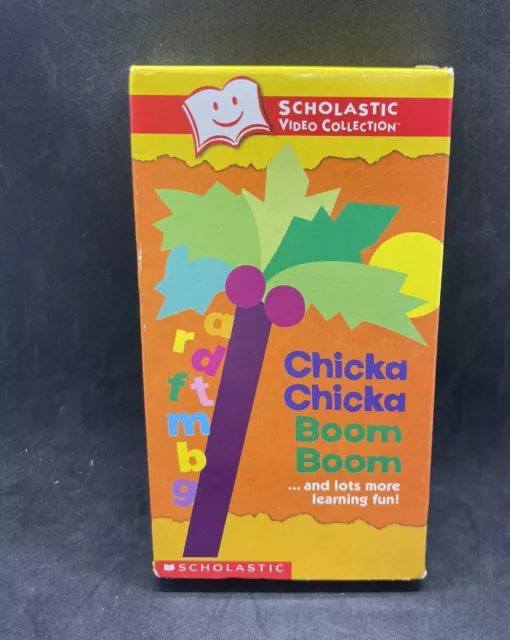 SCHOLASTIC
VIDEO COLLECTION™
a
r
d
f t
m
b
g
Chicka
Chicka
Boom
Boom
...and lots more
learning fun!
SCHOLASTIC